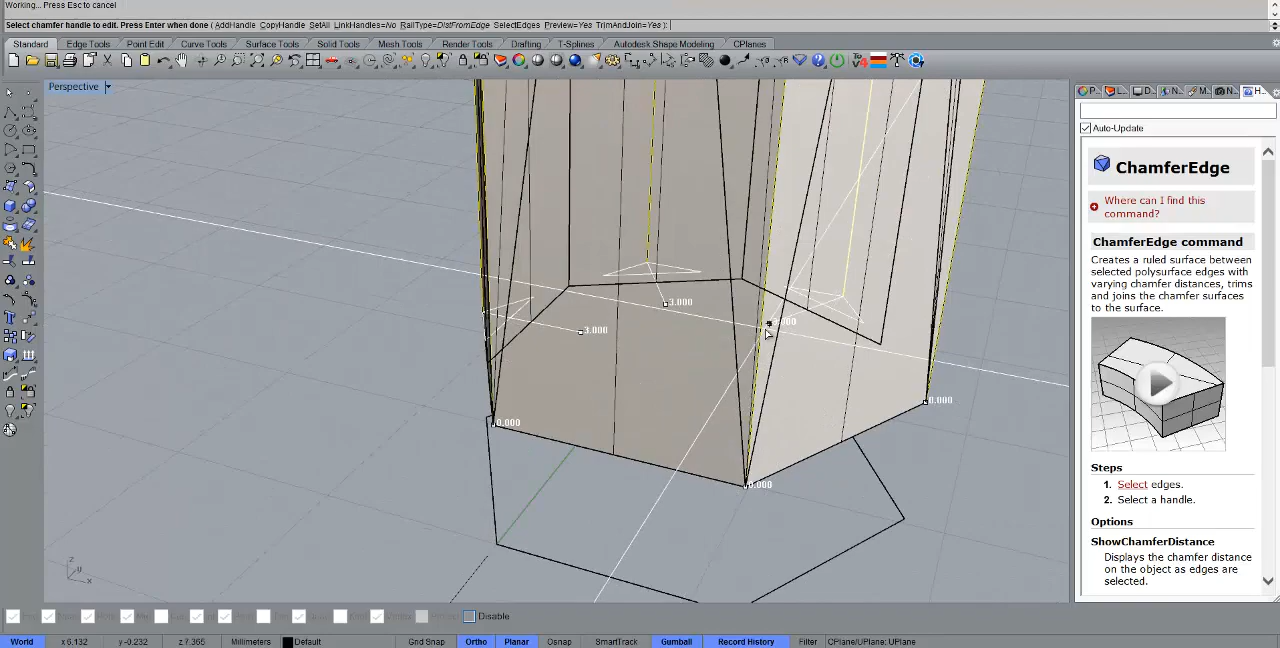 Working... Press Esc to cancel
Select chamfer handle to edit. Press Enter when done ( AddHandle CopyHandle SetAll LinkHandles=No RailType=DistFromEdge SelectEdges Preview=Yes TrimAndJoin=Yes ):
Standard Edge Tools Point Edit Curve Tools Surface Tools Solid Tools Mesh Tools Render Tools Drafting T-Splines Autodesk Shape Modeling CPlanes
Perspective
Auto-Update
ChamferEdge
Where can I find this
command?
ChamferEdge command
Creates a ruled surface between
selected polysurface edges with
varying chamfer distances, trims
and joins the chamfer surfaces
to the surface.
3.000
3.000
0.000
0.000
0.000
Steps
1. Select edges.
2. Select a handle.
Options
ShowChamferDistance
Displays the chamfer distance
on the object as edges are
selected.
z
x
Disable
World x 6.132 y -0.232 z 7.365 Millimeters Default Grid Snap Ortho Planar Osnap SmartTrack Gumball Record History Filter CPlane/UPlane: UPlane